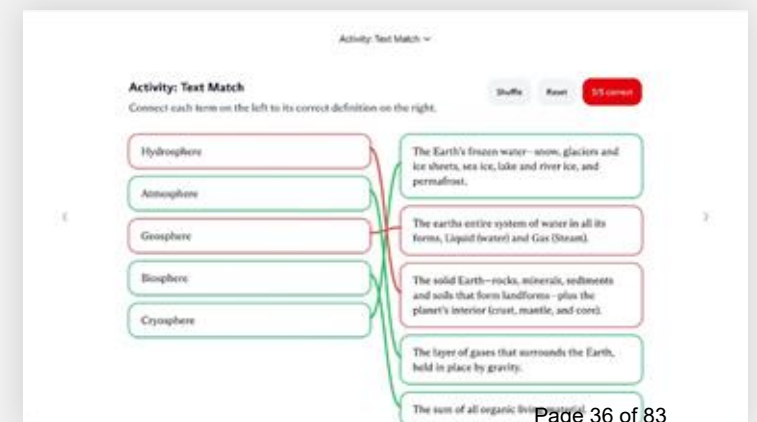 Activity: Text Match
Activity: Text Match
Shuffle
Reset
3/5 correct
Connect each term on the left to its correct definition on the right.
Hydrosphere
Atmosphere
Geosphere
Biosphere
Cryosphere
The Earth's frozen water—snow, glaciers and
ice sheets, sea ice, lake and river ice, and
permafrost.
The earths entire system of water in all its
forms, Liquid (water) and Gas (Steam).
The solid Earth—rocks, minerals, sediments
and soils that form landforms—plus the
planet's interior (crust, mantle, and core).
The layer of gases that surrounds the Earth,
held in place by gravity.
The sum of all organic living material.
Page 36 of 83